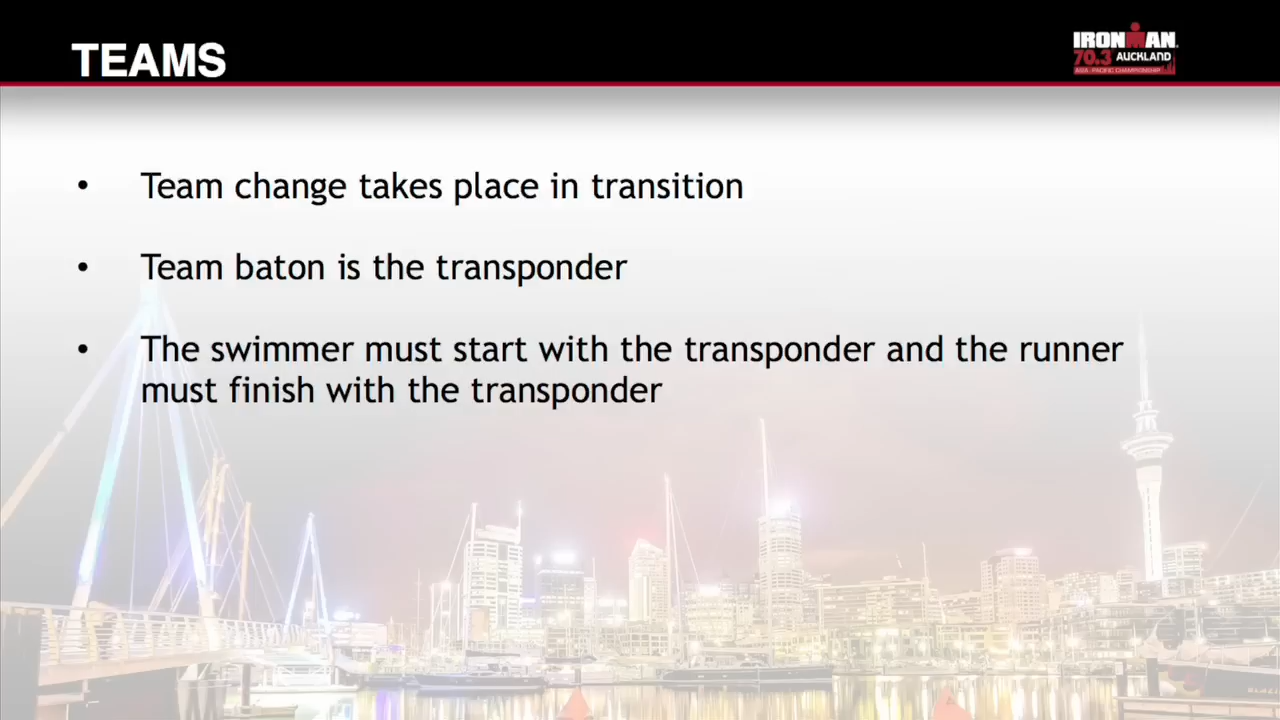 TEAMS
IRONMAN
70.3 AUCKLAND
ASIA-PACIFIC CHAMPIONSHIP
• Team change takes place in transition
• Team baton is the transponder
• The swimmer must start with the transponder and the runner
must finish with the transponder